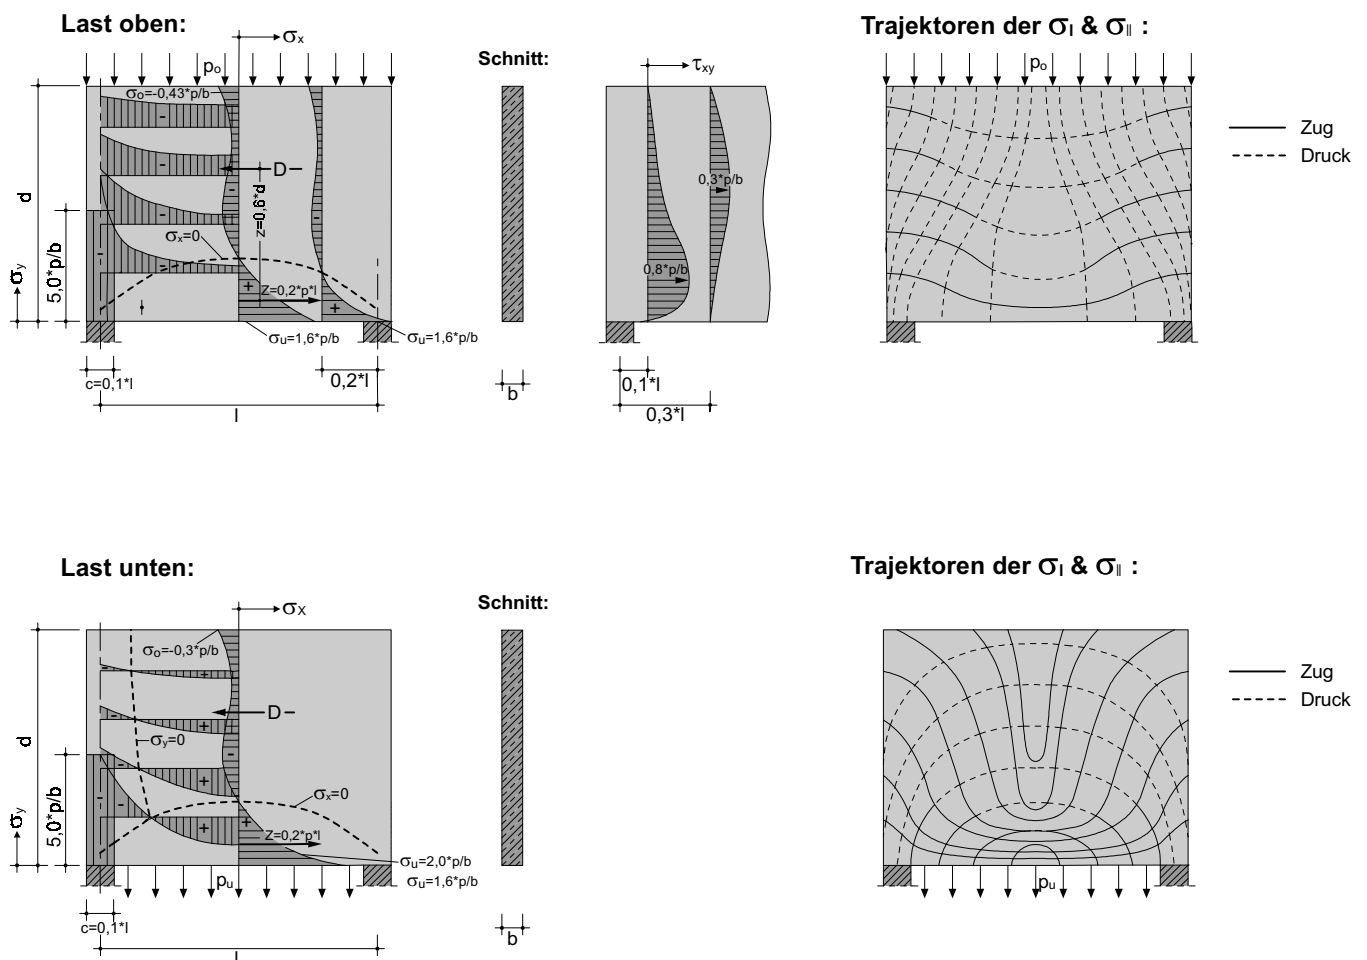 Last oben:
σx
Trajektoren der σI & σII :
po
Schnitt:
τxy
po
σo=-0,43*p/b
-
Zug
Druck
-
D
0,3*p/b
d
-
-
z=0,6*d
σx=0
-
0,8*p/b
5,0*p/b
σy
+
Z=0,2*p*l
+
σu=1,6*p/b
σu=1,6*p/b
c=0,1*l
0,2*l
b
0,1*l
l
0,3*l
Last unten:
Trajektoren der σI & σII :
σx
Schnitt:
σo=-0,3*p/b
-
+
Zug
Druck
D
-
+
d
σy=0
-
-
+
5,0*p/b
σx=0
-
-
+
+
Z=0,2*p*l
σy
σu=2,0*p/b
σu=1,6*p/b
pu
pu
c=0,1*l
b
l